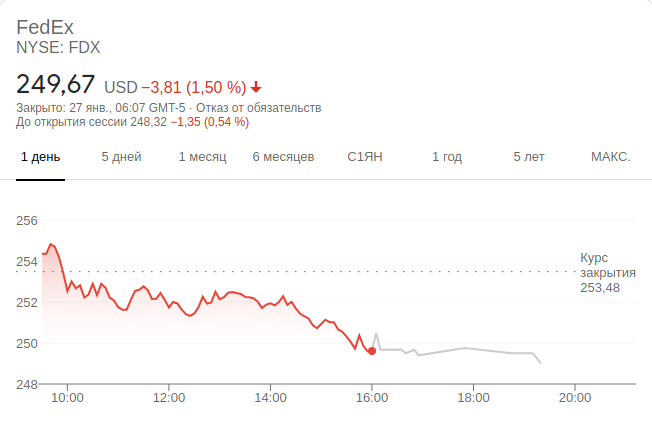 FedEx
NYSE: FDX
249,67 USD −3,81 (1,50 %)
Закрыто: 27 янв., 06:07 GMT-5 · Отказ от обязательств
До открытия сессии 248,32 −1,35 (0,54 %)
1 день 5 дней 1 месяц 6 месяцев С1ЯН 1 год 5 лет МАКС.
256
254
252
250
248
Курс
закрытия
253,48
10:00 12:00 14:00 16:00 18:00 20:00